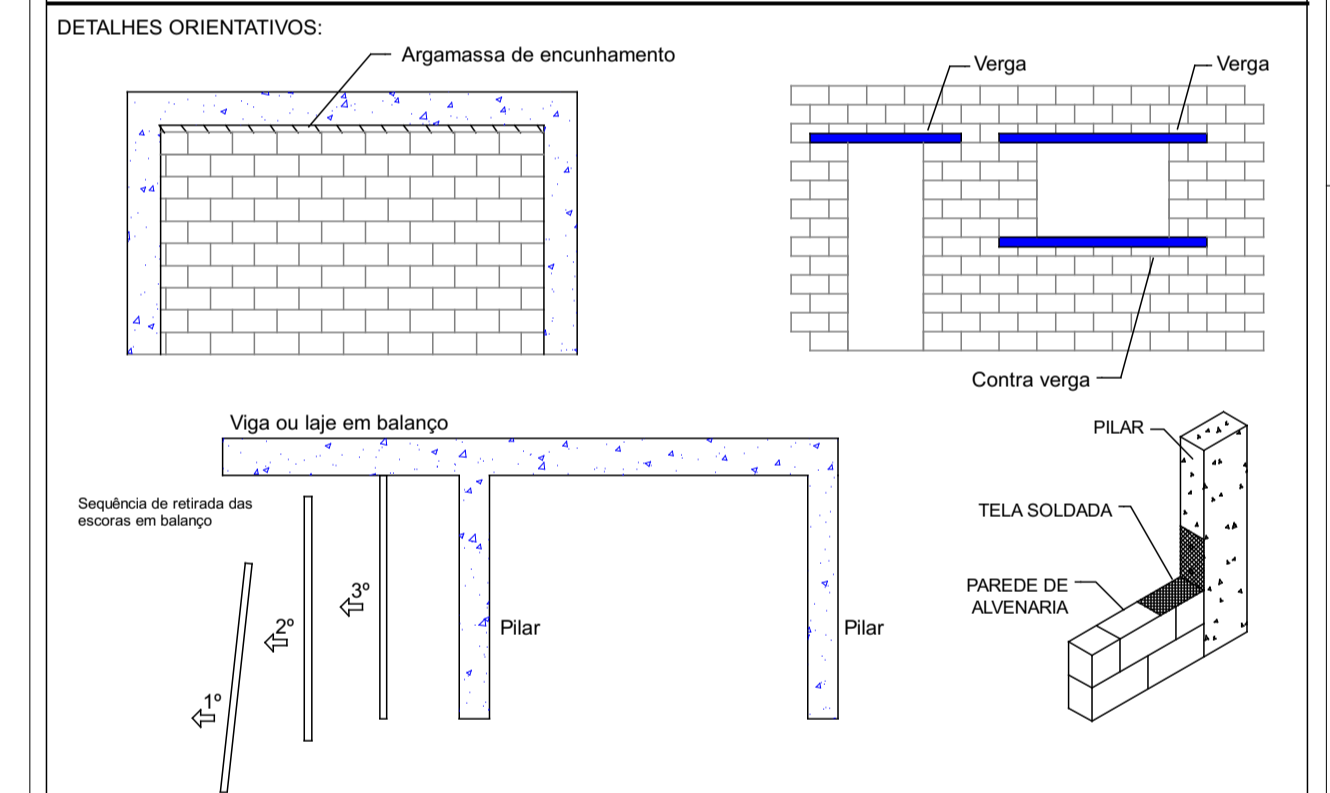 DETALHES ORIENTATIVOS:
Argamassa de encunhamento
Verga
Verga
Contra verga
Viga ou laje em balanço
Sequência de retirada das
escoras em balanço
3º
2º
1º
Pilar
Pilar
PILAR
TELA SOLDADA
PAREDE DE
ALVENARIA